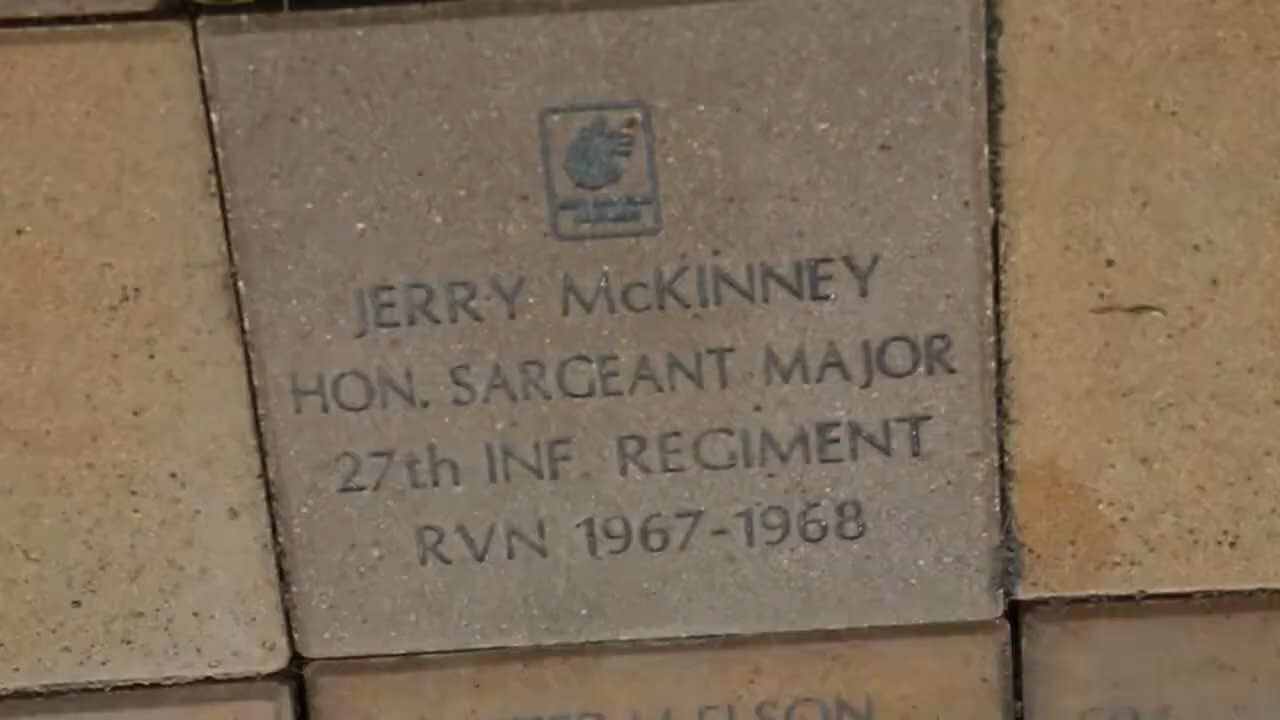 JERRY McKINNEY
HON. SARGEANT MAJOR
27th INF. REGIMENT
RVN 1967-1968